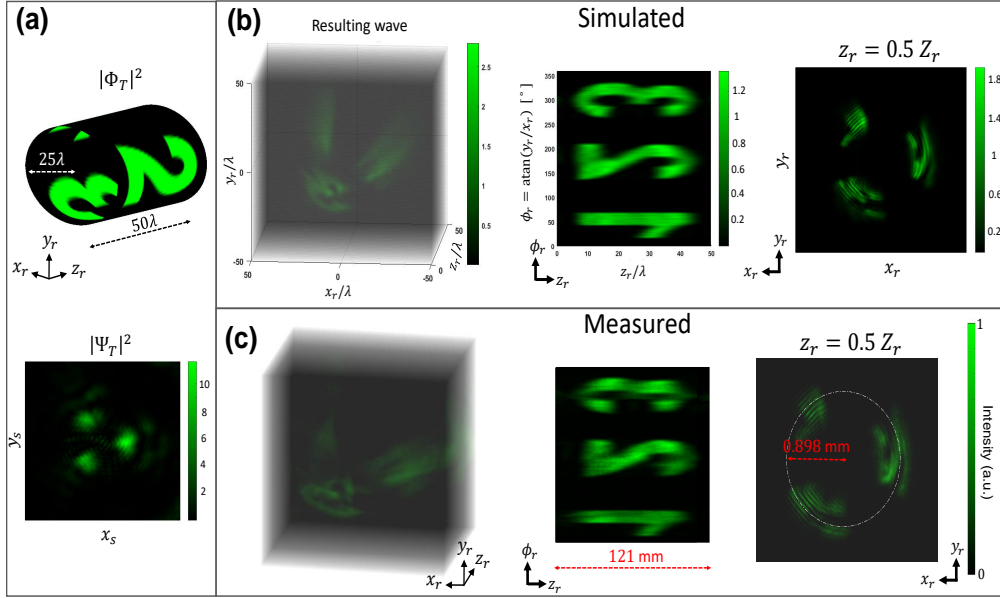 (a)
|Φ_T|²
25λ
50λ
y_r
x_r
z_r
|Ψ_T|²
y_s
10
8
6
4
2
x_s
(b)
Simulated
Resulting wave
50
0
-50
y_r/λ
50
0
-50
x_r/λ
50
0
z_r/λ
2.5
2
1.5
1
0.5
ϕ_r = atan(y_r/x_r) [°]
350
300
250
200
150
100
50
0
0
10
20
30
40
50
z_r/λ
ϕ_r
z_r
1.2
1
0.8
0.6
0.4
0.2
z_r = 0.5 Z_r
y_r
x_r
y_r
x_r
1.8
1.4
1
0.6
0.2
(c)
Measured
y_r
z_r
x_r
121 mm
ϕ_r
z_r
z_r = 0.5 Z_r
0.898 mm
y_r
x_r
1
Intensity (a.u.)
0